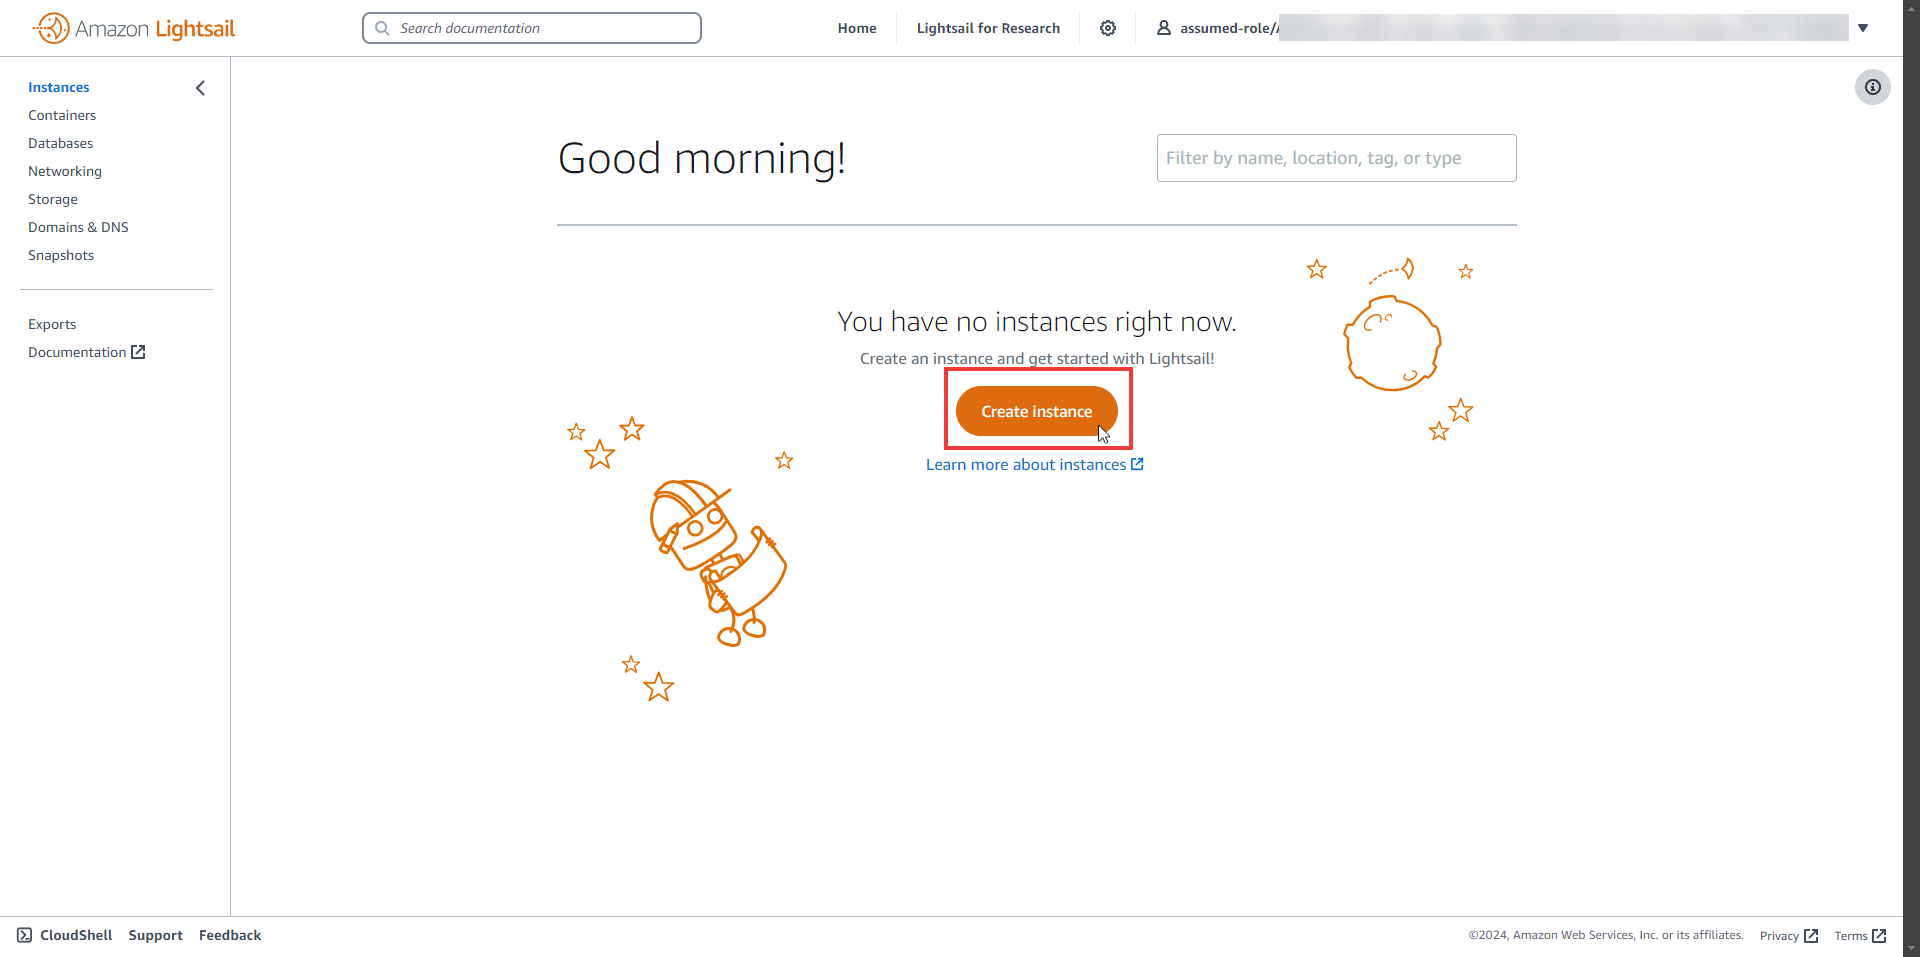 Amazon Lightsail
Search documentation
Home
Lightsail for Research
assumed-role/
Instances
Containers
Databases
Networking
Storage
Domains & DNS
Snapshots
Exports
Documentation
Good morning!
Filter by name, location, tag, or type
You have no instances right now.
Create an instance and get started with Lightsail!
Create instance
Learn more about instances
CloudShell
Support
Feedback
©2024, Amazon Web Services, Inc. or its affiliates.
Privacy
Terms